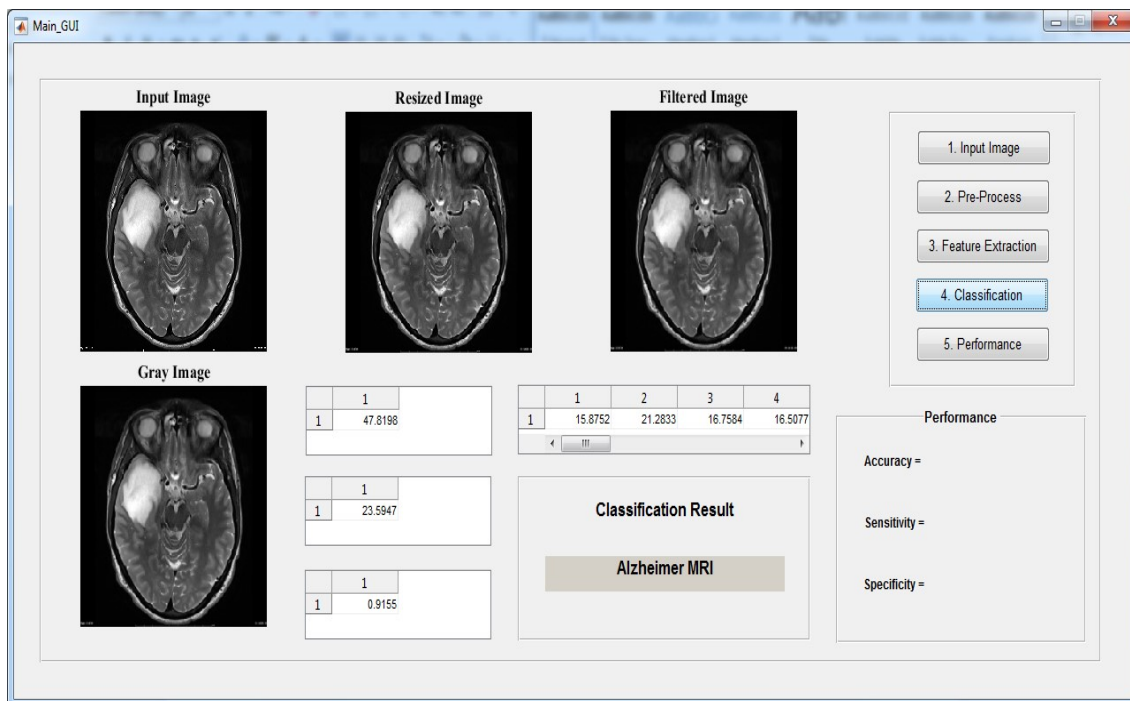 Main_GUI
Input Image
Resized Image
Filtered Image
1. Input Image
2. Pre-Process
3. Feature Extraction
4. Classification
5. Performance
Gray Image
1
1 47.8198
1
1 23.5947
1
1 0.9155
1 2 3 4
1 15.8752 21.2833 16.7584 16.5077
Classification Result
Alzheimer MRI
Performance
Accuracy =
Sensitivity =
Specificity =